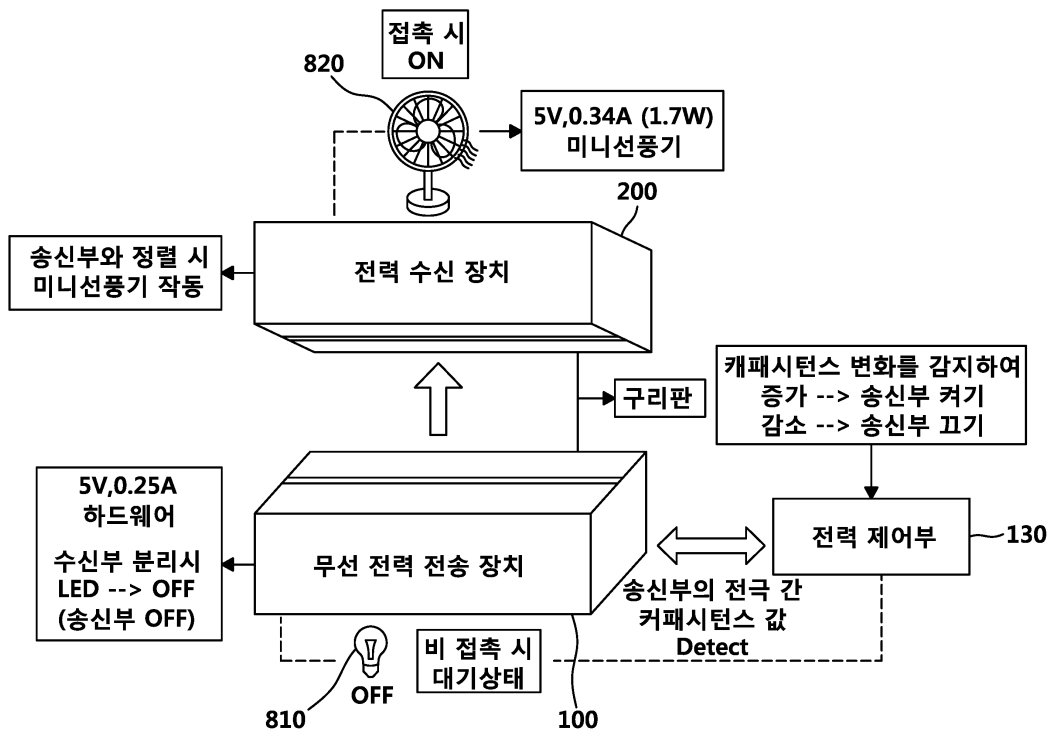 접촉 시
ON
820
5V,0.34A (1.7W)
미니선풍기
200
송신부와 정렬 시
미니선풍기 작동
전력 수신 장치
구리판
캐패시턴스 변화를 감지하여
증가 --> 송신부 켜기
감소 --> 송신부 끄기
5V,0.25A
하드웨어
수신부 분리시
LED --> OFF
(송신부 OFF)
무선 전력 전송 장치
전력 제어부
130
송신부의 전극 간
커패시턴스 값
Detect
비 접촉 시
대기상태
OFF
810
100